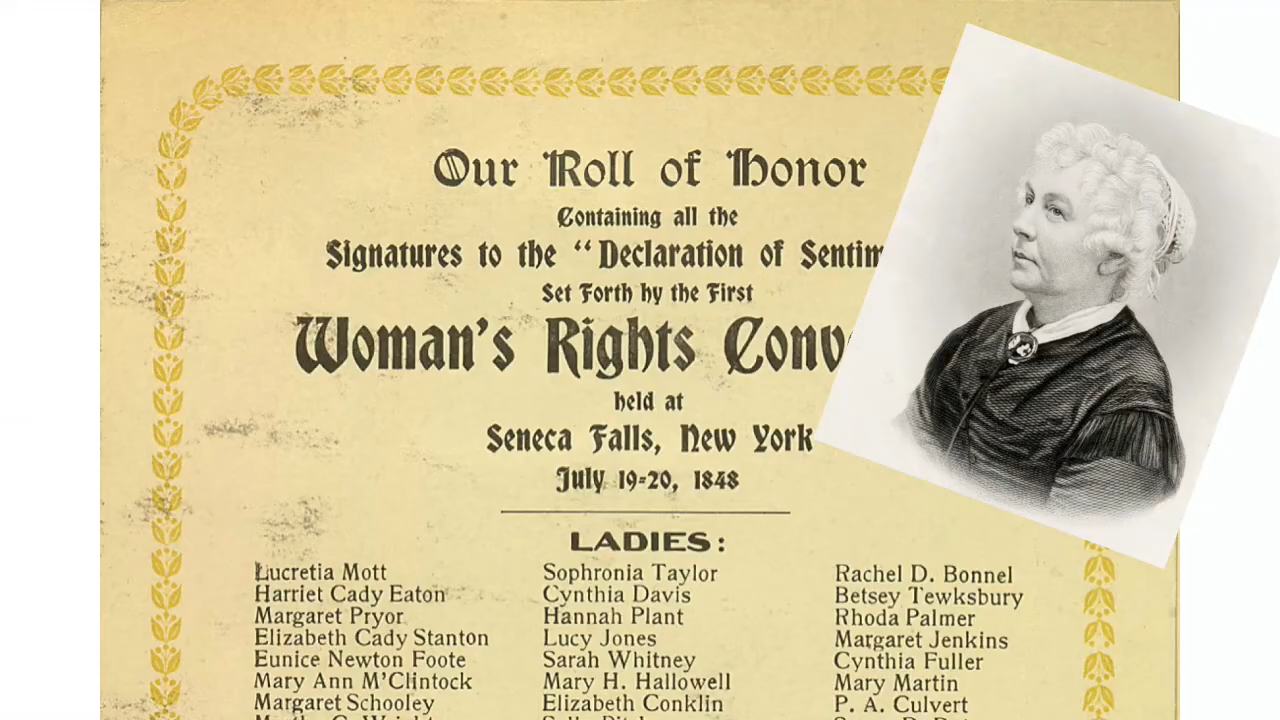 Our Roll of Honor
Containing all the
Signatures to the “Declaration of Sentim
Set Forth by the First
Woman's Rights Conv
held at
Seneca Falls, New York
July 19-20, 1848
LADIES:
Lucretia Mott
Harriet Cady Eaton
Margaret Pryor
Elizabeth Cady Stanton
Eunice Newton Foote
Mary Ann M'Clintock
Margaret Schooley
Sophronia Taylor
Cynthia Davis
Hannah Plant
Lucy Jones
Sarah Whitney
Mary H. Hallowell
Elizabeth Conklin
Rachel D. Bonnel
Betsey Tewksbury
Rhoda Palmer
Margaret Jenkins
Cynthia Fuller
Mary Martin
P. A. Culvert